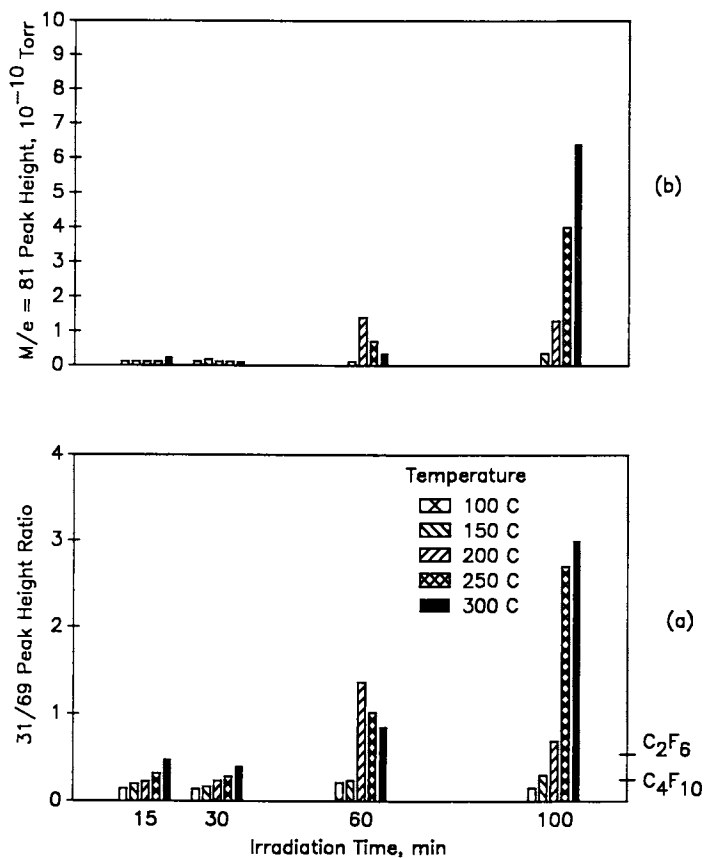 M/e = 81 Peak Height, 10⁻¹⁰ Torr
10
9
8
7
6
5
4
3
2
1
0
(b)
31/69 Peak Height Ratio
4
3
2
1
0
Temperature
100 C
150 C
200 C
250 C
300 C
(a)
C₂F₆
C₄F₁₀
15 30 60 100
Irradiation Time, min